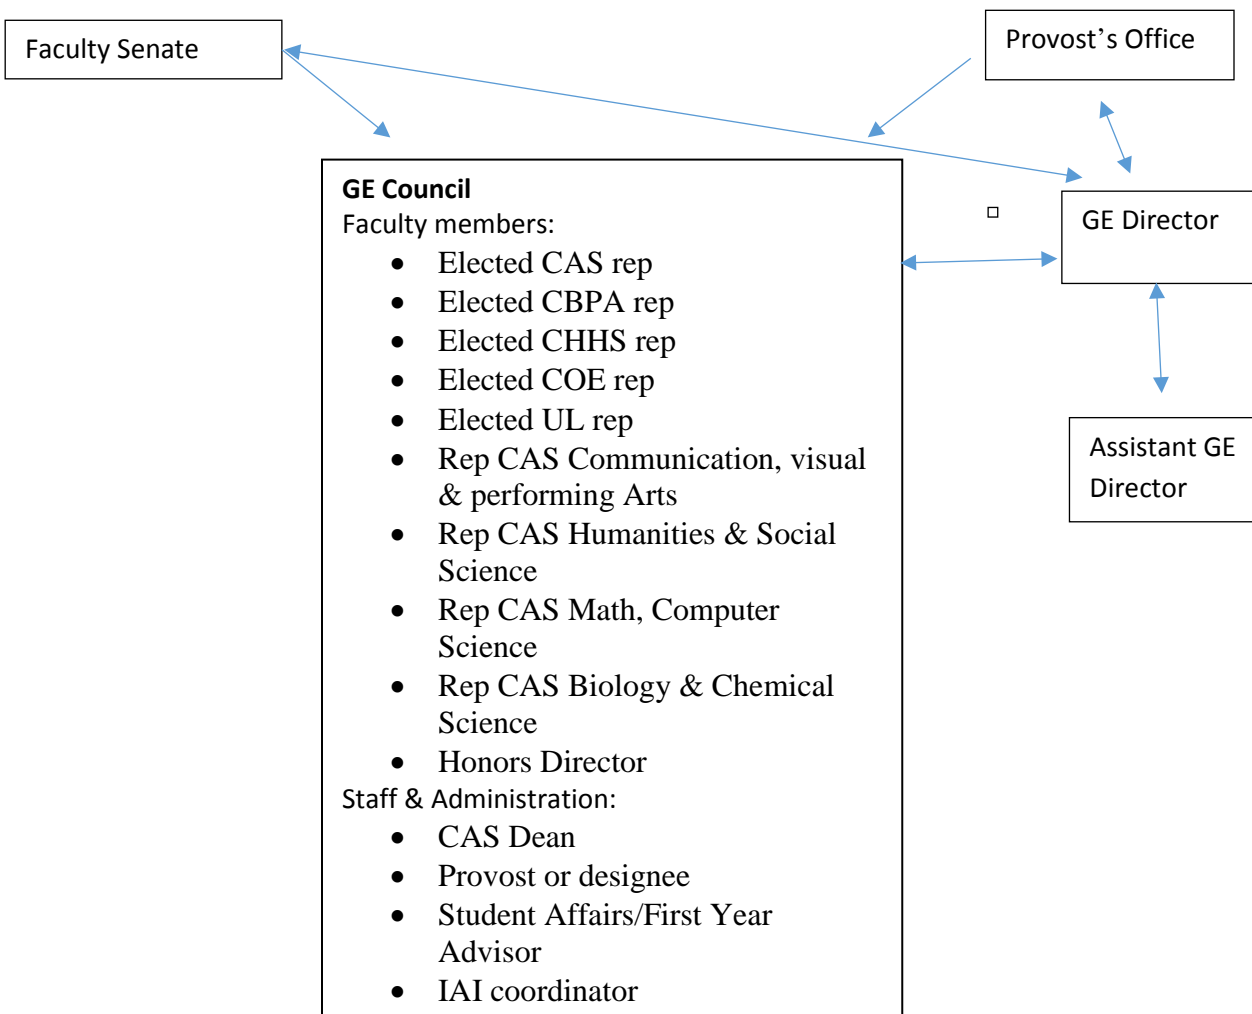 Faculty Senate
Provost’s Office
GE Council
Faculty members:
• Elected CAS rep
• Elected CBPA rep
• Elected CHHS rep
• Elected COE rep
• Elected UL rep
• Rep CAS Communication, visual
& performing Arts
• Rep CAS Humanities & Social
Science
• Rep CAS Math, Computer
Science
• Rep CAS Biology & Chemical
Science
• Honors Director
Staff & Administration:
• CAS Dean
• Provost or designee
• Student Affairs/First Year
Advisor
• IAI coordinator
GE Director
Assistant GE
Director